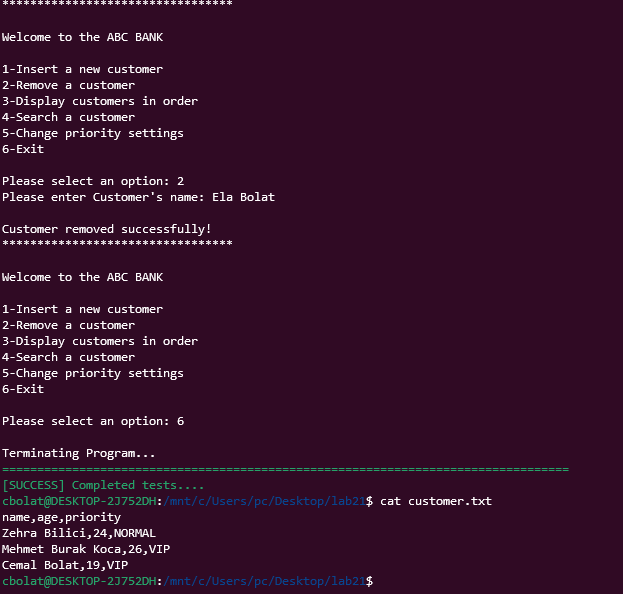 *********************************
Welcome to the ABC BANK
1-Insert a new customer
2-Remove a customer
3-Display customers in order
4-Search a customer
5-Change priority settings
6-Exit
Please select an option: 2
Please enter Customer's name: Ela Bolat
Customer removed successfully!
*********************************
Welcome to the ABC BANK
1-Insert a new customer
2-Remove a customer
3-Display customers in order
4-Search a customer
5-Change priority settings
6-Exit
Please select an option: 6
Terminating Program...
=================================================================================
[SUCCESS] Completed tests....
cbolat@DESKTOP-2J752DH:/mnt/c/Users/pc/Desktop/lab21$ cat customer.txt
name,age,priority
Zehra Bilici,24,NORMAL
Mehmet Burak Koca,26,VIP
Cemal Bolat,19,VIP
cbolat@DESKTOP-2J752DH:/mnt/c/Users/pc/Desktop/lab21$